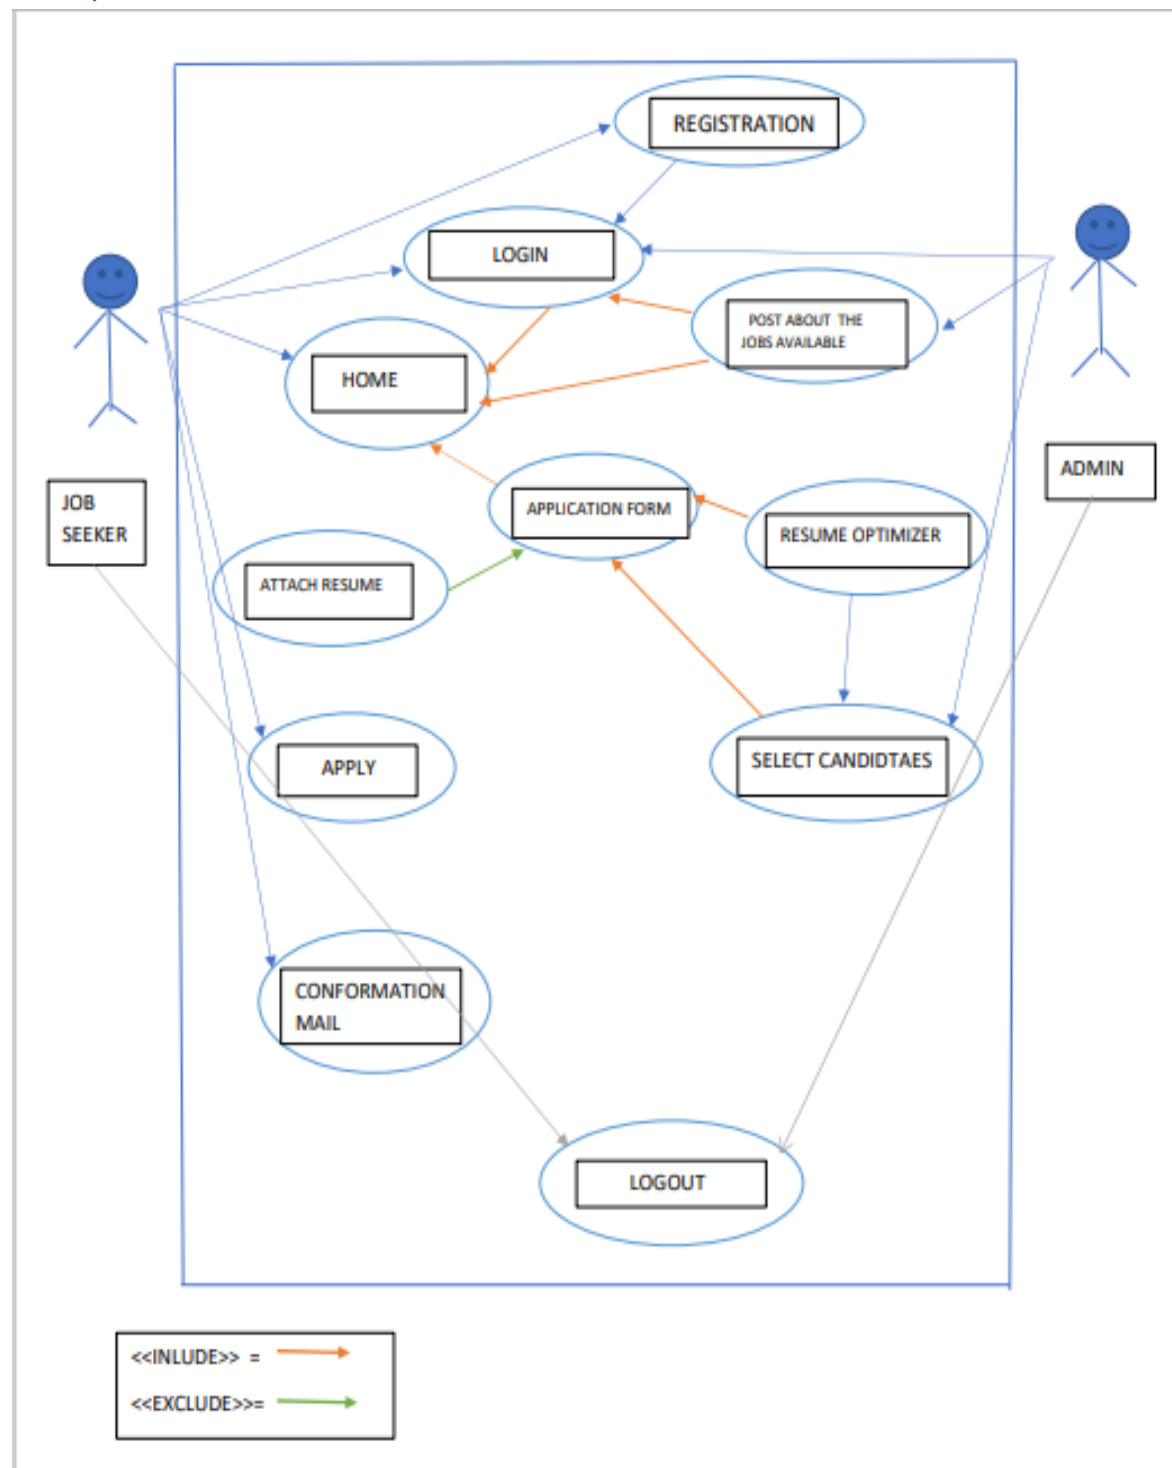 REGISTRATION
LOGIN
POST ABOUT THE
JOBS AVAILABLE
HOME
ADMIN
JOB
SEEKER
APPLICATION FORM
RESUME OPTIMIZER
ATTACH RESUME
APPLY
SELECT CANDIDTAES
CONFORMATION
MAIL
LOGOUT
<<INLUDE>> =
<<EXCLUDE>>=